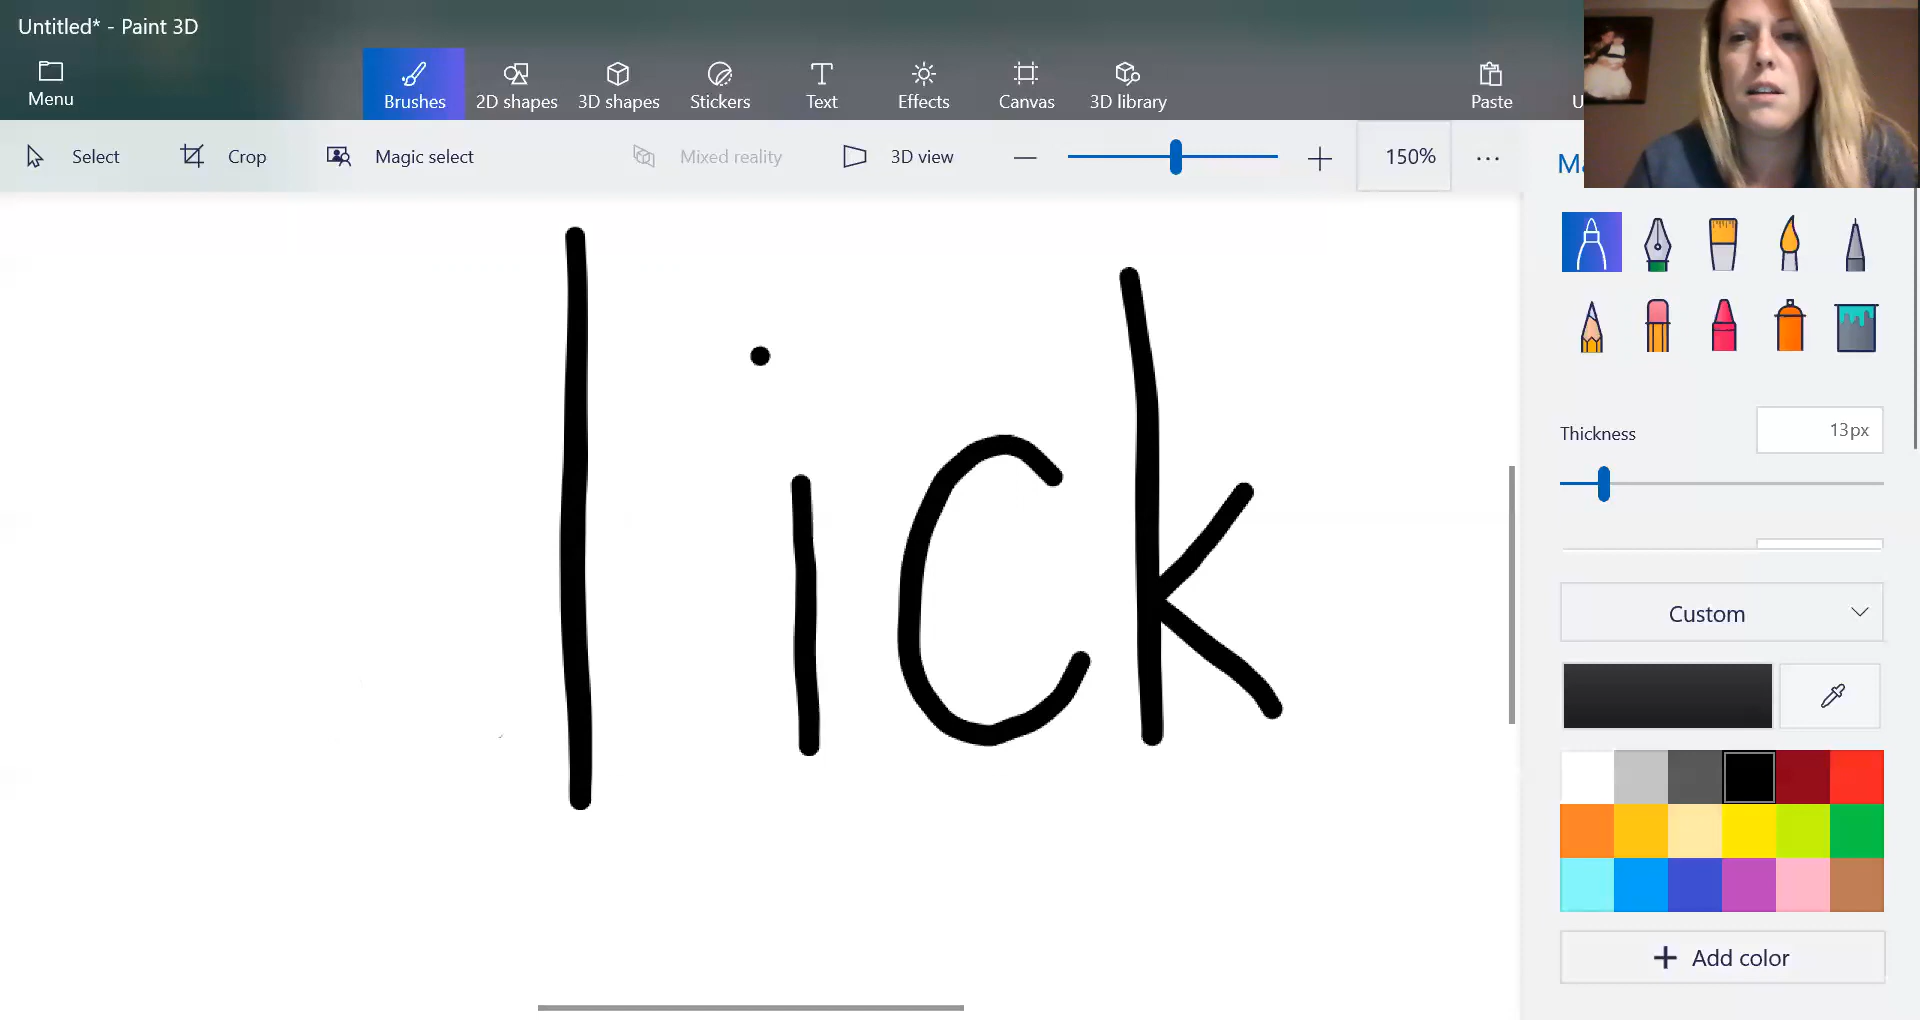 Untitled* - Paint 3D
Menu
Brushes 2D shapes 3D shapes Stickers Text Effects Canvas 3D library Paste
Select Crop Magic select Mixed reality 3D view 150% ...
lick
Thickness 13px
Custom
Add color